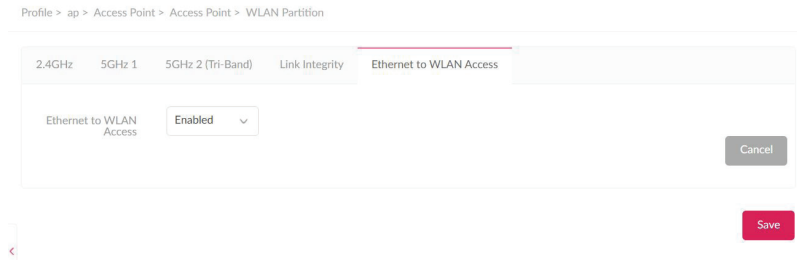 Profile > ap > Access Point > Access Point > WLAN Partition
2.4GHz 5GHz 1 5GHz 2 (Tri-Band) Link Integrity Ethernet to WLAN Access
Ethernet to WLAN Enabled
Access
Cancel
Save